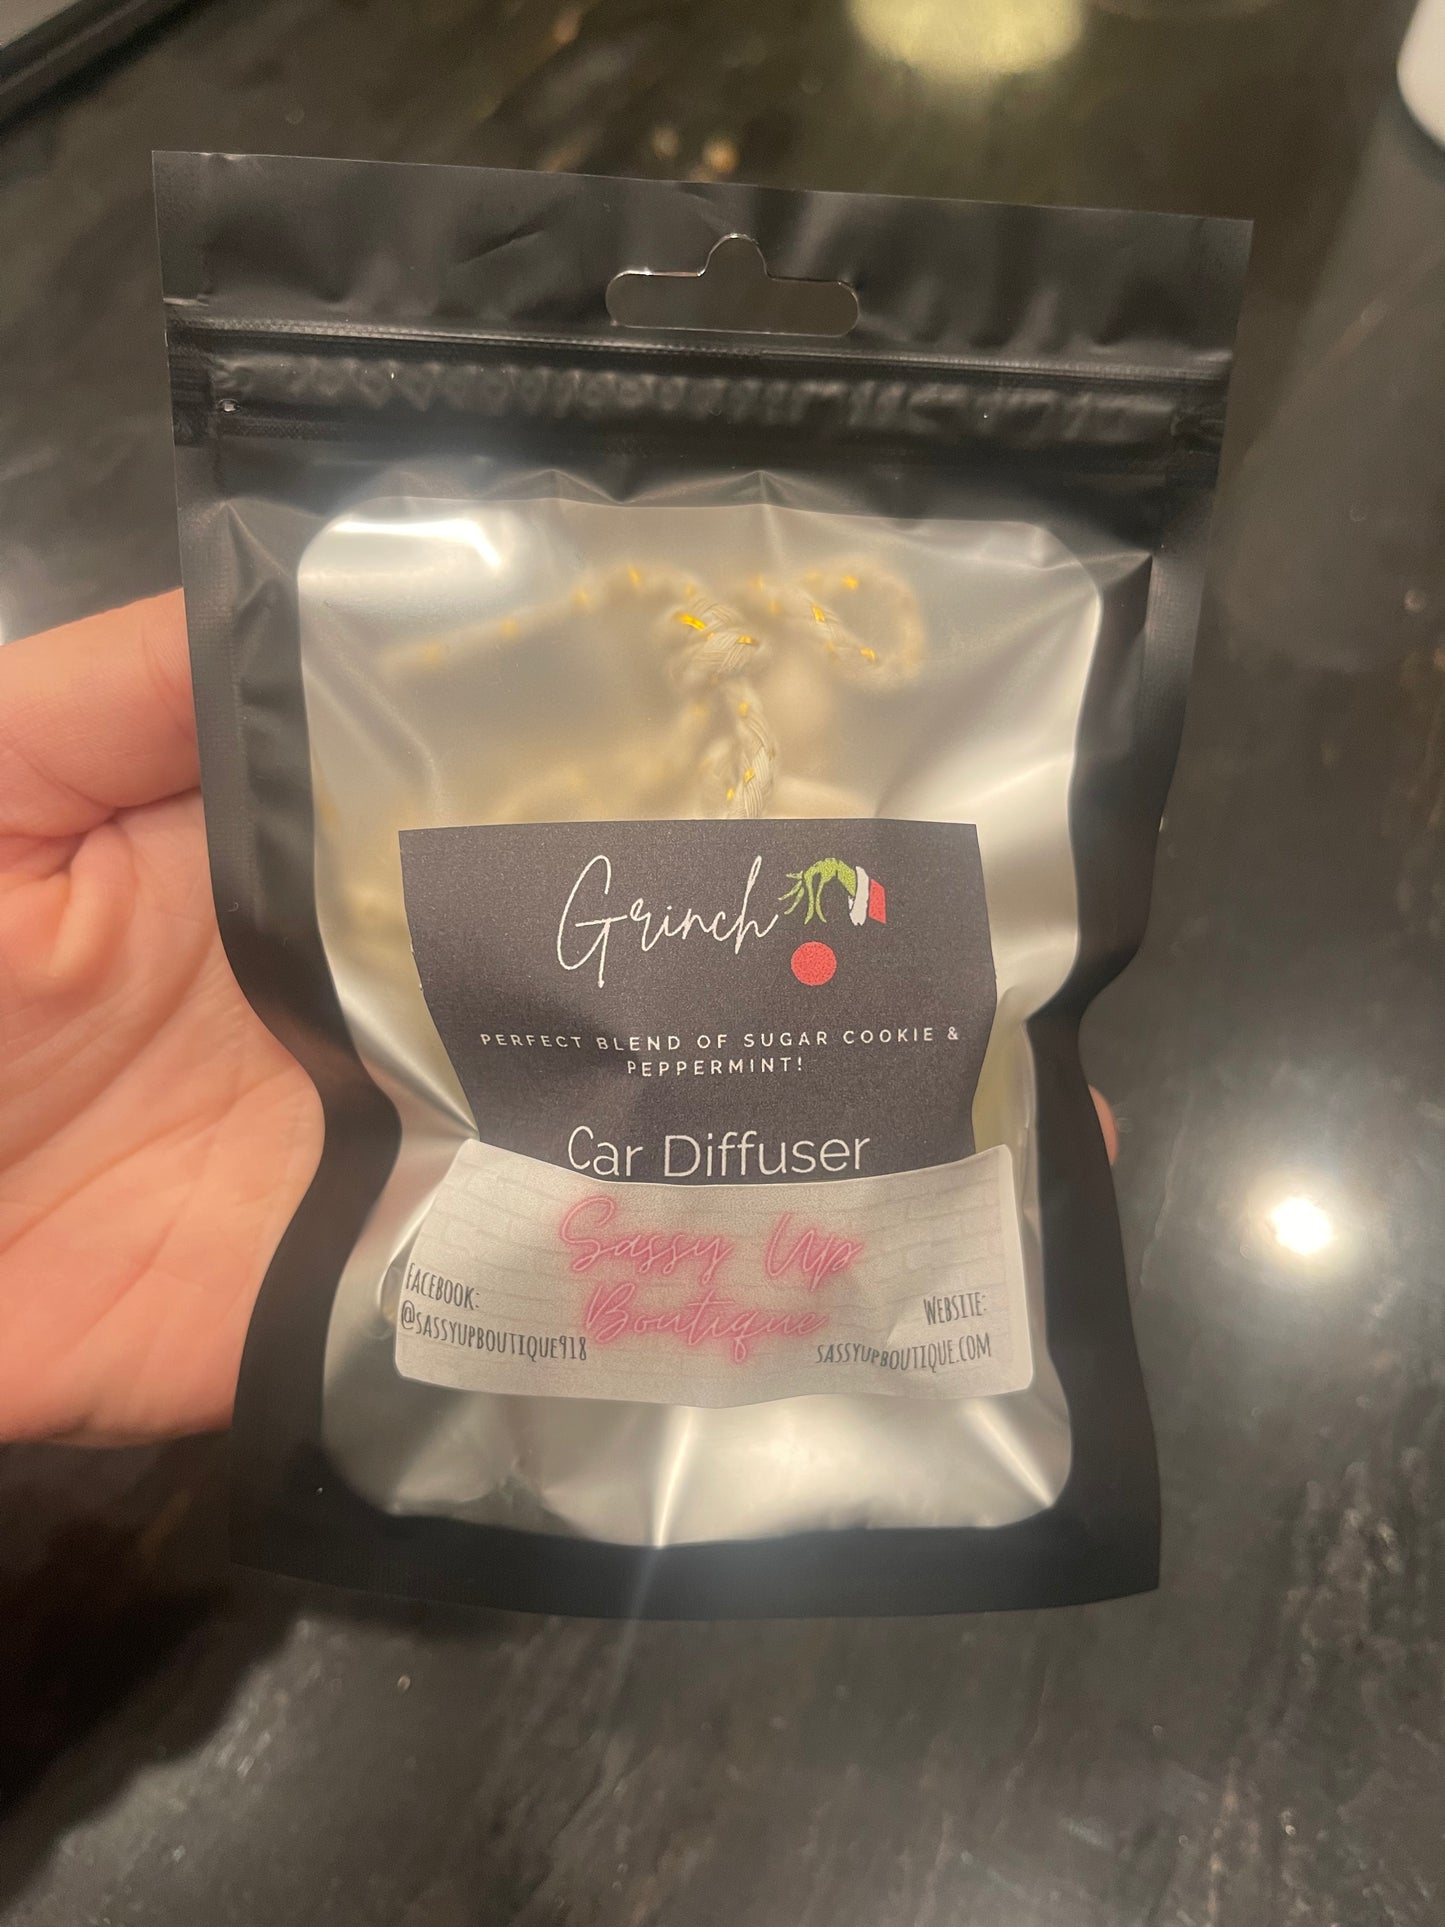 Grinch
PERFECT BLEND OF SUGAR COOKIE &
PEPPERMINT!
Car Diffuser
Sassy Up
Boutique
FACEBOOK:
@SASSYUPBOUTIQUE918
WEBSITE:
SASSYUPBOUTIQUE.COM